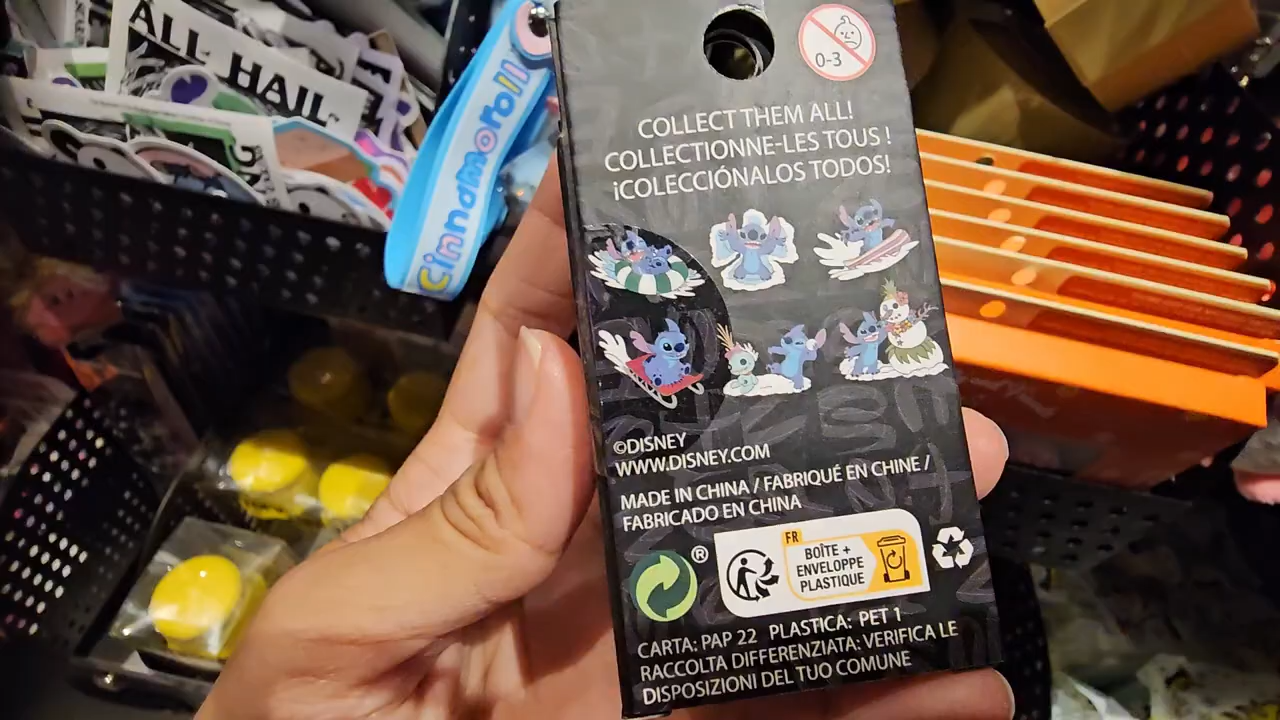 ALL HAIL
Cinnamoroll
0-3
COLLECT THEM ALL!
COLLECTIONNE-LES TOUS !
¡COLECCIÓNALOS TODOS!
©DISNEY
WWW.DISNEY.COM
MADE IN CHINA / FABRIQUÉ EN CHINE /
FABRICADO EN CHINA
®
FR
BOÎTE +
ENVELOPPE
PLASTIQUE
CARTA: PAP 22 PLASTICA: PET 1
RACCOLTA DIFFERENZIATA: VERIFICA LE
DISPOSIZIONI DEL TUO COMUNE